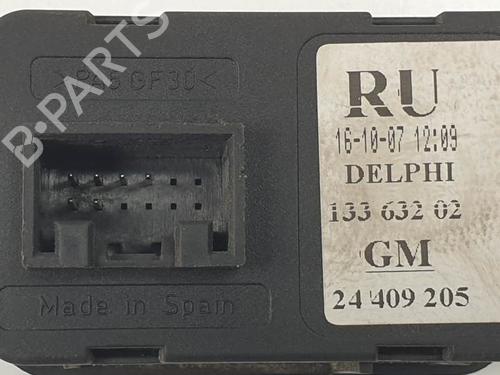 >PA6 GF30<
B-PARTS
RU
16-10-07 12:09
DELPHI
133 632 02
GM
24 409 205
Made in Spain